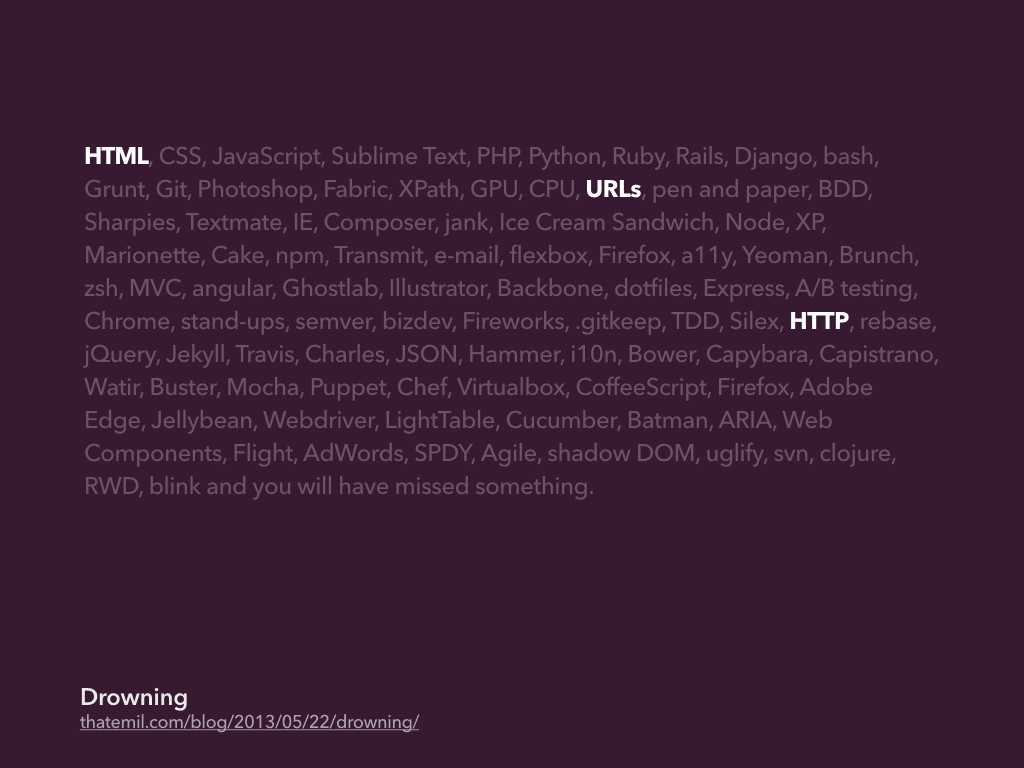 HTML, CSS, JavaScript, Sublime Text, PHP, Python, Ruby, Rails, Django, bash,
Grunt, Git, Photoshop, Fabric, XPath, GPU, CPU, URLs, pen and paper, BDD,
Sharpies, Textmate, IE, Composer, jank, Ice Cream Sandwich, Node, XP,
Marionette, Cake, npm, Transmit, e-mail, flexbox, Firefox, a11y, Yeoman, Brunch,
zsh, MVC, angular, Ghostlab, Illustrator, Backbone, dotfiles, Express, A/B testing,
Chrome, stand-ups, semver, bizdev, Fireworks, .gitkeep, TDD, Silex, HTTP, rebase,
jQuery, Jekyll, Travis, Charles, JSON, Hammer, i10n, Bower, Capybara, Capistrano,
Watir, Buster, Mocha, Puppet, Chef, Virtualbox, CoffeeScript, Firefox, Adobe
Edge, Jellybean, Webdriver, LightTable, Cucumber, Batman, ARIA, Web
Components, Flight, AdWords, SPDY, Agile, shadow DOM, uglify, svn, clojure,
RWD, blink and you will have missed something.
Drowning
thatemil.com/blog/2013/05/22/drowning/